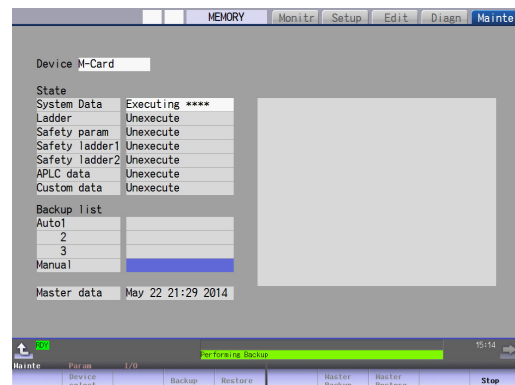 MEMORY Monitr Setup Edit Diagn Mainte
Device M-Card
State
System Data Executing ****
Ladder Unexecute
Safety param Unexecute
Safety ladder1 Unexecute
Safety ladder2 Unexecute
APLC data Unexecute
Custom data Unexecute
Backup list
Auto1
2
3
Manual
Master data May 22 21:29 2014
RDY 15:14
Performing Backup
Mainte Param I/O
Device select Backup Restore Master Backup Master Restore Stop